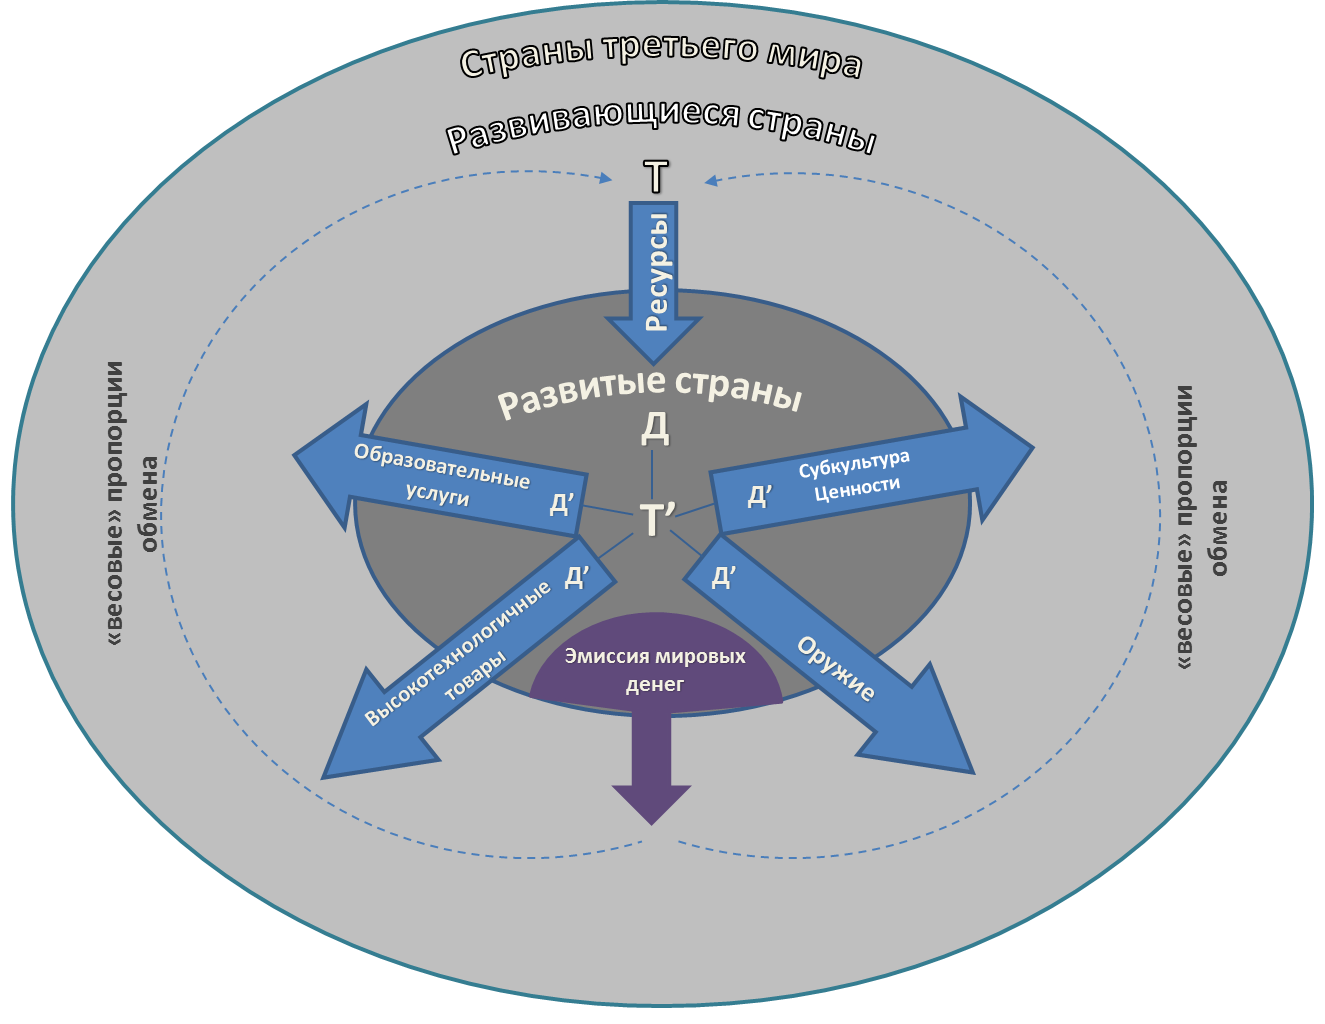 Страны третьего мира
Развивающиеся страны
Т
Ресурсы
Развитые страны
Д
Т’
Образовательные
услуги
Д’
Субкультура
Ценности
Д’
Высокотехнологичные
товары
Д’
Оружие
Д’
Эмиссия мировых
денег
«весовые» пропорции
обмена
«весовые» пропорции
обмена